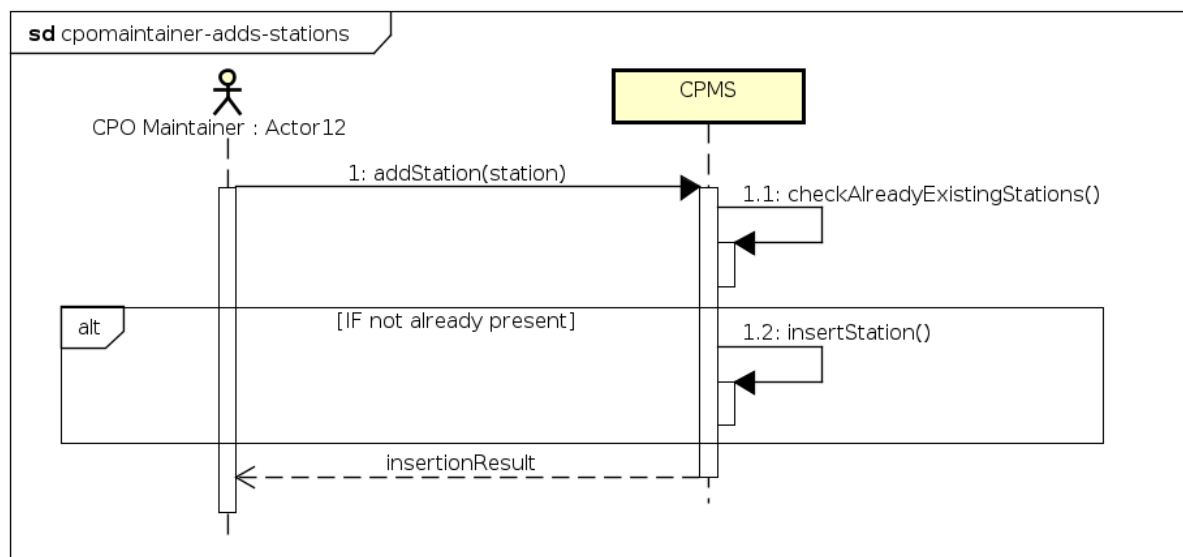 sd cpomaintainer-adds-stations
CPO Maintainer : Actor12
CPMS
1: addStation(station)
1.1: checkAlreadyExistingStations()
alt
[IF not already present]
1.2: insertStation()
insertionResult